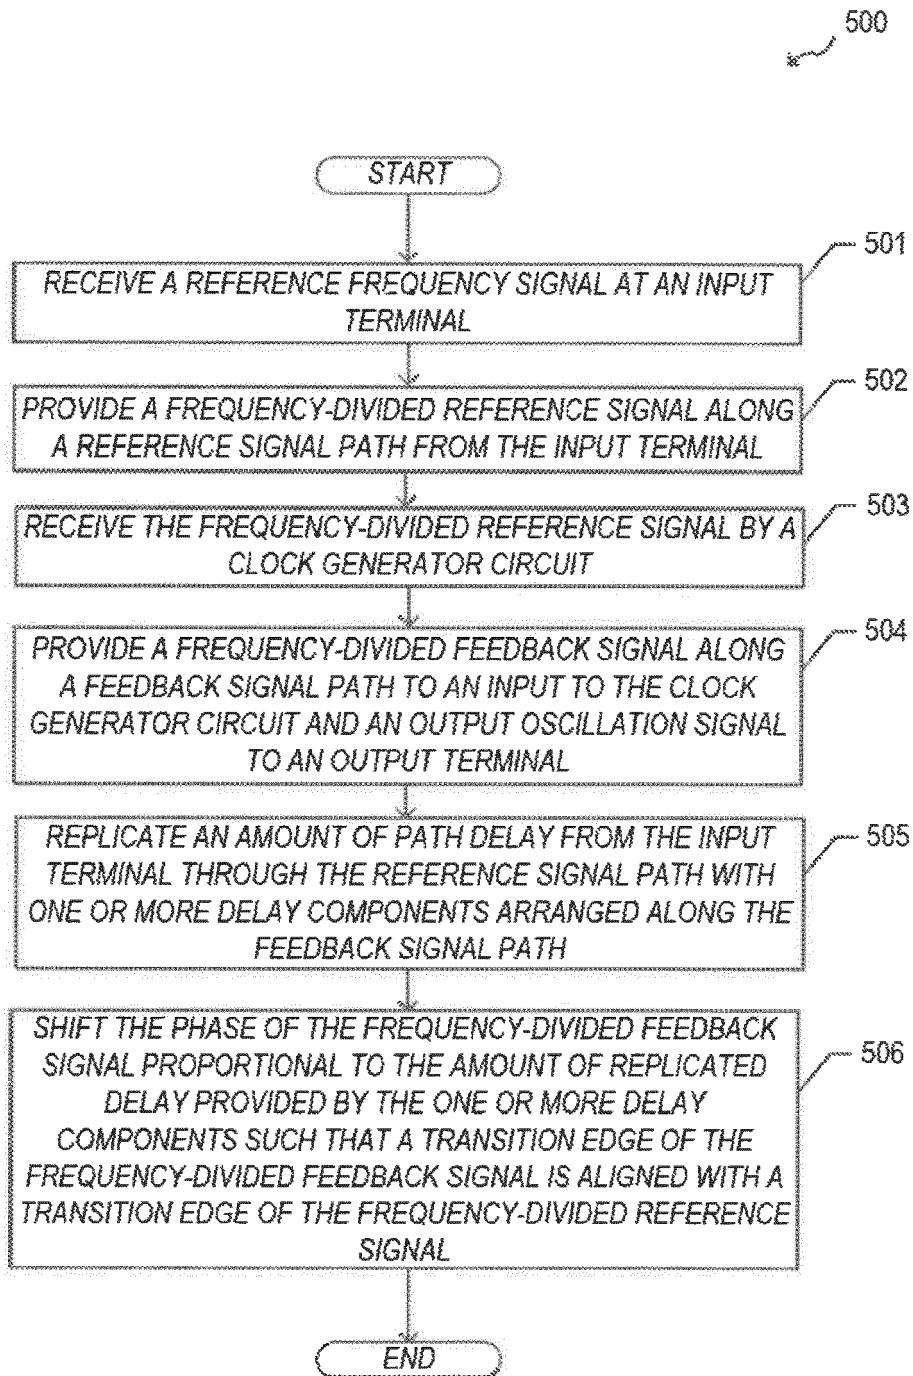 500
START
501
RECEIVE A REFERENCE FREQUENCY SIGNAL AT AN INPUT
TERMINAL
502
PROVIDE A FREQUENCY-DIVIDED REFERENCE SIGNAL ALONG
A REFERENCE SIGNAL PATH FROM THE INPUT TERMINAL
503
RECEIVE THE FREQUENCY-DIVIDED REFERENCE SIGNAL BY A
CLOCK GENERATOR CIRCUIT
504
PROVIDE A FREQUENCY-DIVIDED FEEDBACK SIGNAL ALONG
A FEEDBACK SIGNAL PATH TO AN INPUT TO THE CLOCK
GENERATOR CIRCUIT AND AN OUTPUT OSCILLATION SIGNAL
TO AN OUTPUT TERMINAL
505
REPLICATE AN AMOUNT OF PATH DELAY FROM THE INPUT
TERMINAL THROUGH THE REFERENCE SIGNAL PATH WITH
ONE OR MORE DELAY COMPONENTS ARRANGED ALONG THE
FEEDBACK SIGNAL PATH
506
SHIFT THE PHASE OF THE FREQUENCY-DIVIDED FEEDBACK
SIGNAL PROPORTIONAL TO THE AMOUNT OF REPLICATED
DELAY PROVIDED BY THE ONE OR MORE DELAY
COMPONENTS SUCH THAT A TRANSITION EDGE OF THE
FREQUENCY-DIVIDED FEEDBACK SIGNAL IS ALIGNED WITH A
TRANSITION EDGE OF THE FREQUENCY-DIVIDED REFERENCE
SIGNAL
END